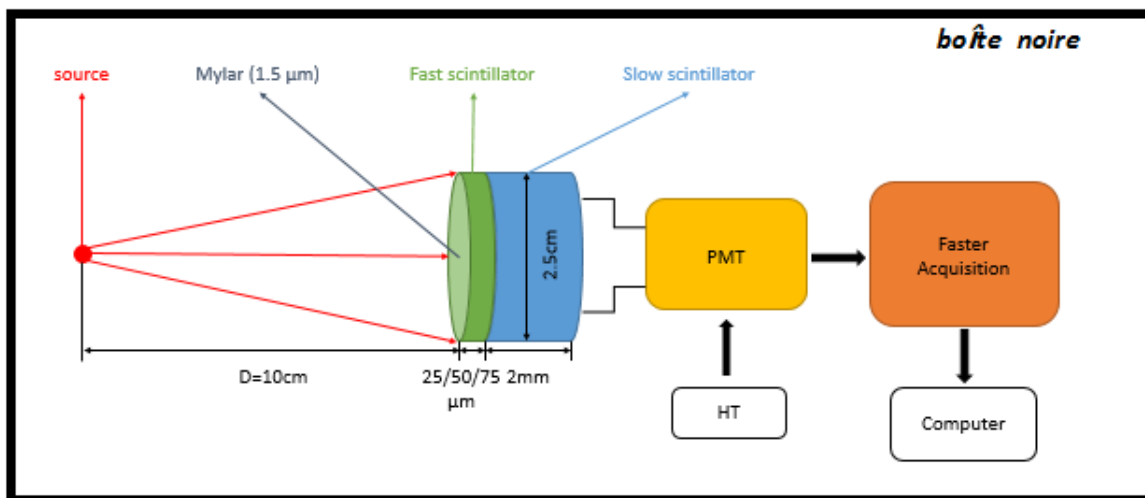 boîte noire
source
Mylar (1.5 μm)
Fast scintillator
Slow scintillator
2.5cm
PMT
Faster
Acquisition
D=10cm
25/50/75 2mm
μm
HT
Computer